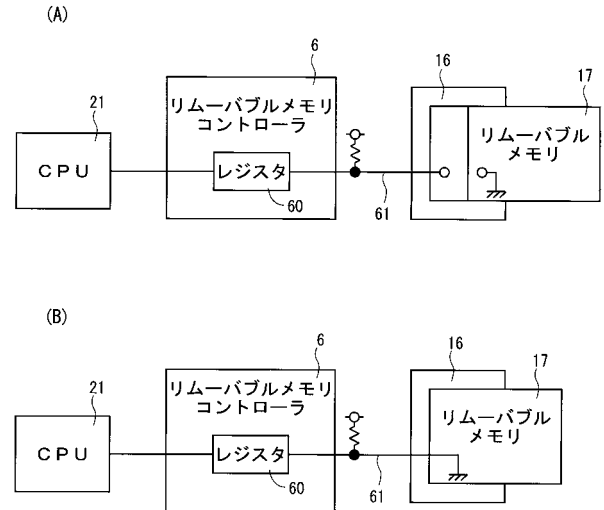 (A)
6
16
17
21
リムーバブルメモリ
コントローラ
リムーバブル
メモリ
CPU
レジスタ
60
61
(B)
6
16
17
21
リムーバブルメモリ
コントローラ
リムーバブル
メモリ
CPU
レジスタ
60
61